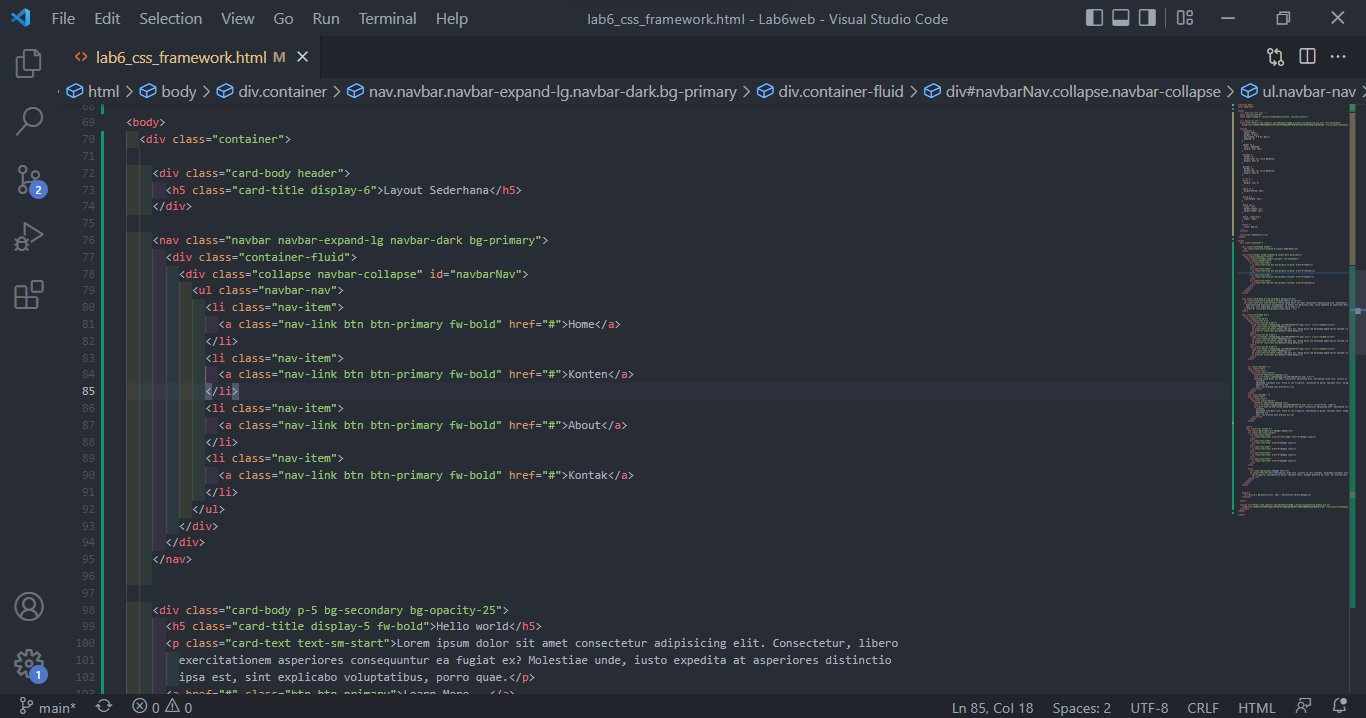 File Edit Selection View Go Run Terminal Help lab6_css_framework.html - Lab6web - Visual Studio Code
<> lab6_css_framework.html M
html > body > div.container > nav.navbar.navbar-expand-lg.navbar-dark.bg-primary > div.container-fluid > div#navbarNav.collapse.navbar-collapse > ul.navbar-nav >
68
69 <body>
70 <div class="container">
71
72 <div class="card-body header">
73 <h5 class="card-title display-6">Layout Sederhana</h5>
74 </div>
75
76 <nav class="navbar navbar-expand-lg navbar-dark bg-primary">
77 <div class="container-fluid">
78 <div class="collapse navbar-collapse" id="navbarNav">
79 <ul class="navbar-nav">
80 <li class="nav-item">
81 <a class="nav-link btn btn-primary fw-bold" href="#">Home</a>
82 </li>
83 <li class="nav-item">
84 <a class="nav-link btn btn-primary fw-bold" href="#">Konten</a>
85 </li>
86 <li class="nav-item">
87 <a class="nav-link btn btn-primary fw-bold" href="#">About</a>
88 </li>
89 <li class="nav-item">
90 <a class="nav-link btn btn-primary fw-bold" href="#">Kontak</a>
91 </li>
92 </ul>
93 </div>
94 </div>
95 </nav>
96
97
98 <div class="card-body p-5 bg-secondary bg-opacity-25">
99 <h5 class="card-title display-5 fw-bold">Hello world</h5>
100 <p class="card-text text-sm-start">Lorem ipsum dolor sit amet consectetur adipisicing elit. Consectetur, libero
101 exercitationem asperiores consequuntur ea fugiat ex? Molestiae unde, iusto expedita at asperiores distinctio
102 ipsa est, sint explicabo voluptatibus, porro quae.</p>
103 <a href="#" class="btn btn-primary">Learn More
2
1
main* 0 0 Ln 85, Col 18 Spaces: 2 UTF-8 CRLF HTML